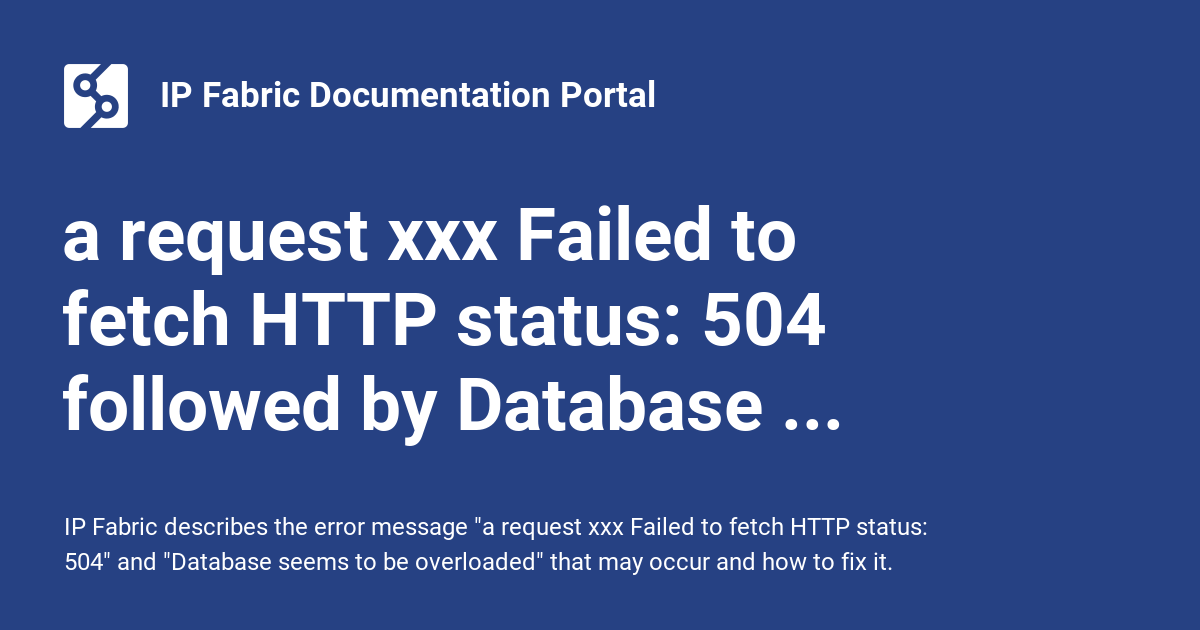 IP Fabric Documentation Portal
a request xxx Failed to
fetch HTTP status: 504
followed by Database ...
IP Fabric describes the error message "a request xxx Failed to fetch HTTP status:
504" and "Database seems to be overloaded" that may occur and how to fix it.